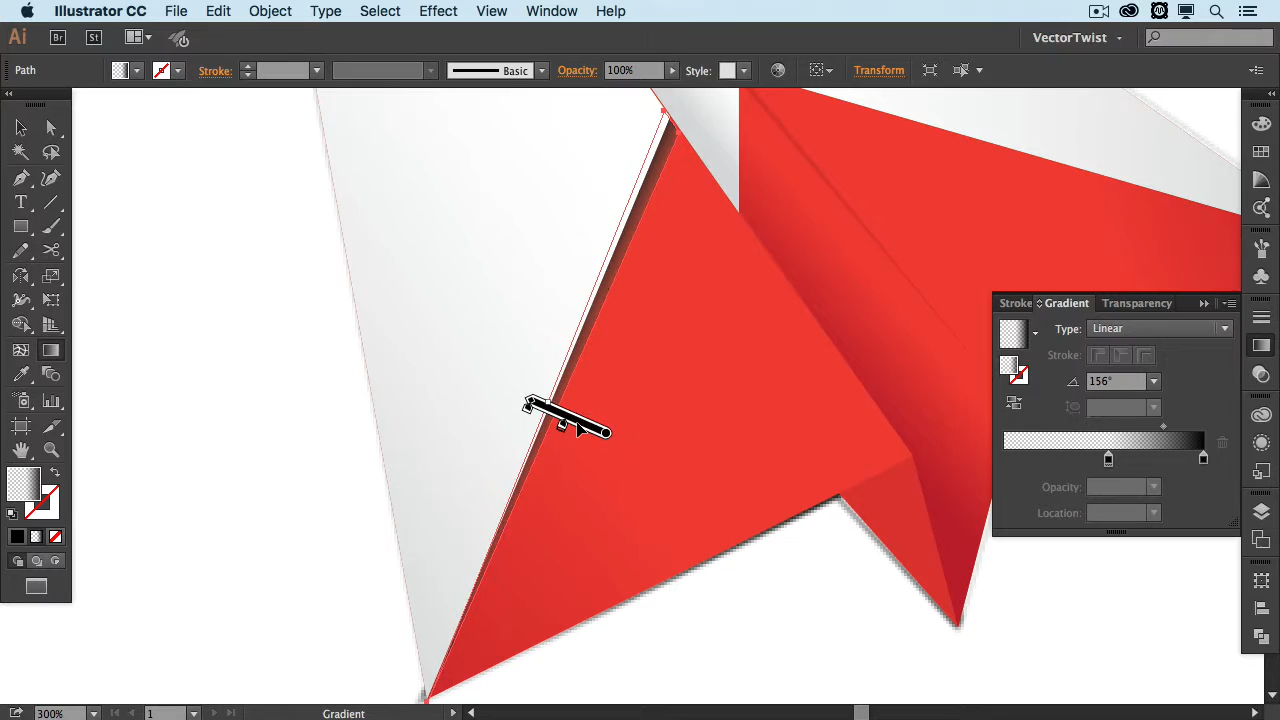 Illustrator CC File Edit Object Type Select Effect View Window Help
Ai Br St VectorTwist
Path Stroke: Basic Opacity: 100% Style: Transform
Stroke Gradient Transparency
Type: Linear
Stroke:
156°
Opacity:
Location:
T
300% 1 Gradient